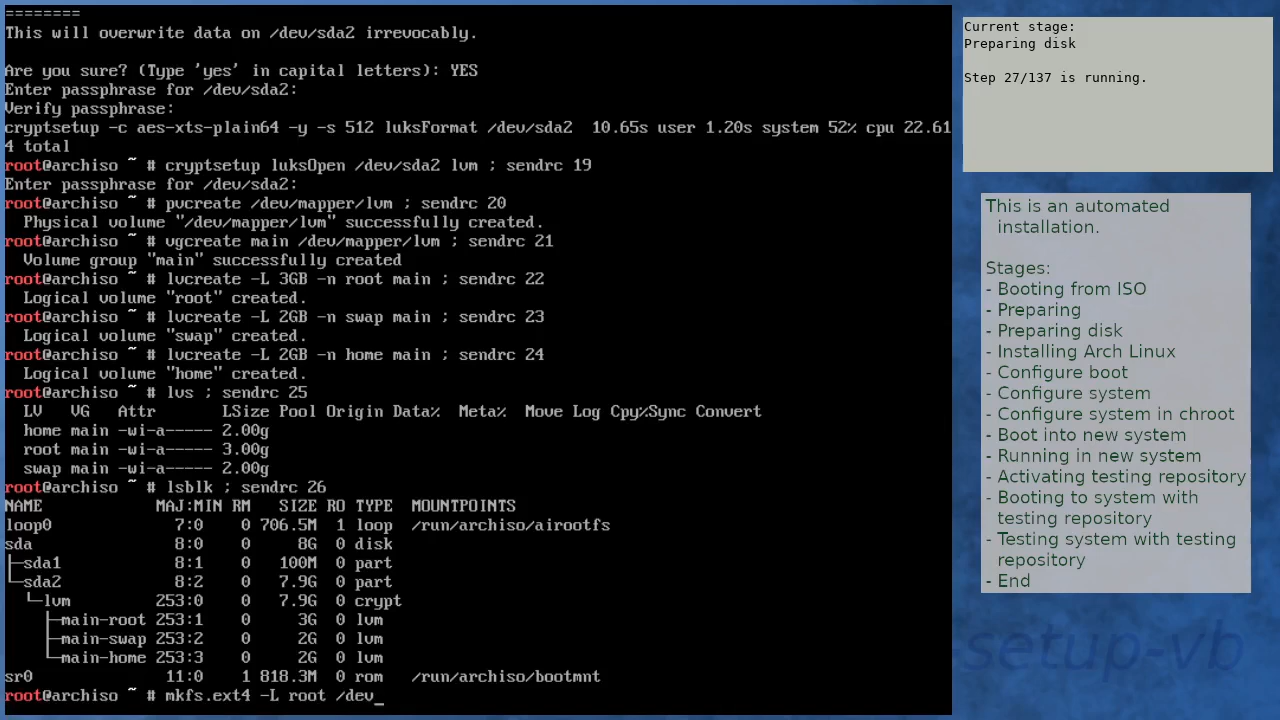 ========
This will overwrite data on /dev/sda2 irrevocably.
Are you sure? (Type 'yes' in capital letters): YES
Enter passphrase for /dev/sda2:
Verify passphrase:
cryptsetup -c aes-xts-plain64 -y -s 512 luksFormat /dev/sda2  10.65s user 1.20s system 52% cpu 22.61
4 total
root@archiso ~ # cryptsetup luksOpen /dev/sda2 lvm ; sendrc 19
Enter passphrase for /dev/sda2:
root@archiso ~ # pvcreate /dev/mapper/lvm ; sendrc 20
  Physical volume "/dev/mapper/lvm" successfully created.
root@archiso ~ # vgcreate main /dev/mapper/lvm ; sendrc 21
  Volume group "main" successfully created
root@archiso ~ # lvcreate -L 3GB -n root main ; sendrc 22
  Logical volume "root" created.
root@archiso ~ # lvcreate -L 2GB -n swap main ; sendrc 23
  Logical volume "swap" created.
root@archiso ~ # lvcreate -L 2GB -n home main ; sendrc 24
  Logical volume "home" created.
root@archiso ~ # lvs ; sendrc 25
  LV   VG   Attr       LSize Pool Origin Data%  Meta%  Move Log Cpy%Sync Convert
  home main -wi-a----- 2.00g
  root main -wi-a----- 3.00g
  swap main -wi-a----- 2.00g
root@archiso ~ # lsblk ; sendrc 26
NAME            MAJ:MIN RM   SIZE RO TYPE  MOUNTPOINTS
loop0             7:0    0 706.5M  1 loop  /run/archiso/airootfs
sda               8:0    0     8G  0 disk
├─sda1            8:1    0   100M  0 part
└─sda2            8:2    0   7.9G  0 part
  └─lvm         253:0    0   7.9G  0 crypt
    ├─main-root 253:1    0     3G  0 lvm
    ├─main-swap 253:2    0     2G  0 lvm
    └─main-home 253:3    0     2G  0 lvm
sr0              11:0    1 818.3M  0 rom   /run/archiso/bootmnt
root@archiso ~ # mkfs.ext4 -L root /dev_
Current stage:
Preparing disk
Step 27/137 is running.
This is an automated
installation.
Stages:
- Booting from ISO
- Preparing
- Preparing disk
- Installing Arch Linux
- Configure boot
- Configure system
- Configure system in chroot
- Boot into new system
- Running in new system
- Activating testing repository
- Booting to system with
testing repository
- Testing system with testing
repository
- End
-setup-vb